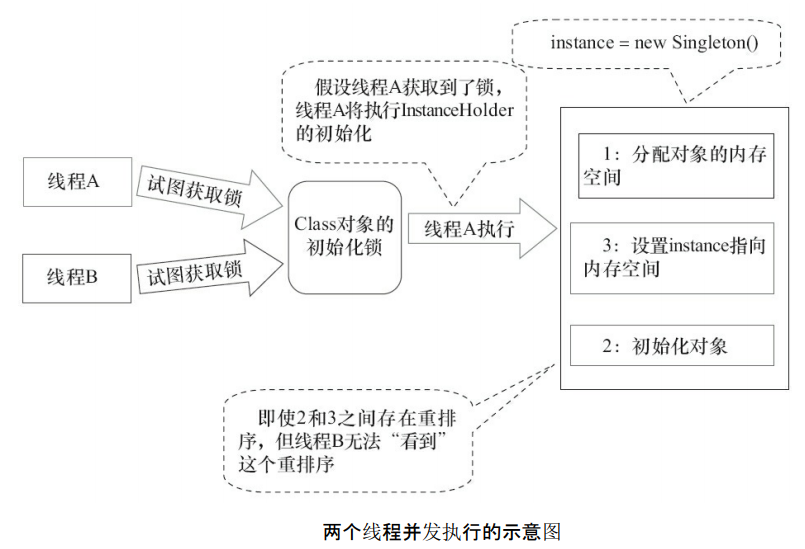 instance = new Singleton()
假设线程A获取到了锁，
线程A将执行InstanceHolder
的初始化
线程A
试图获取锁
Class对象的
初始化锁
线程A执行
线程B
试图获取锁
1：分配对象的内存
空间
3：设置instance指向
内存空间
2：初始化对象
即使2和3之间存在重排
序，但线程B无法“看到”
这个重排序
两个线程并发执行的示意图